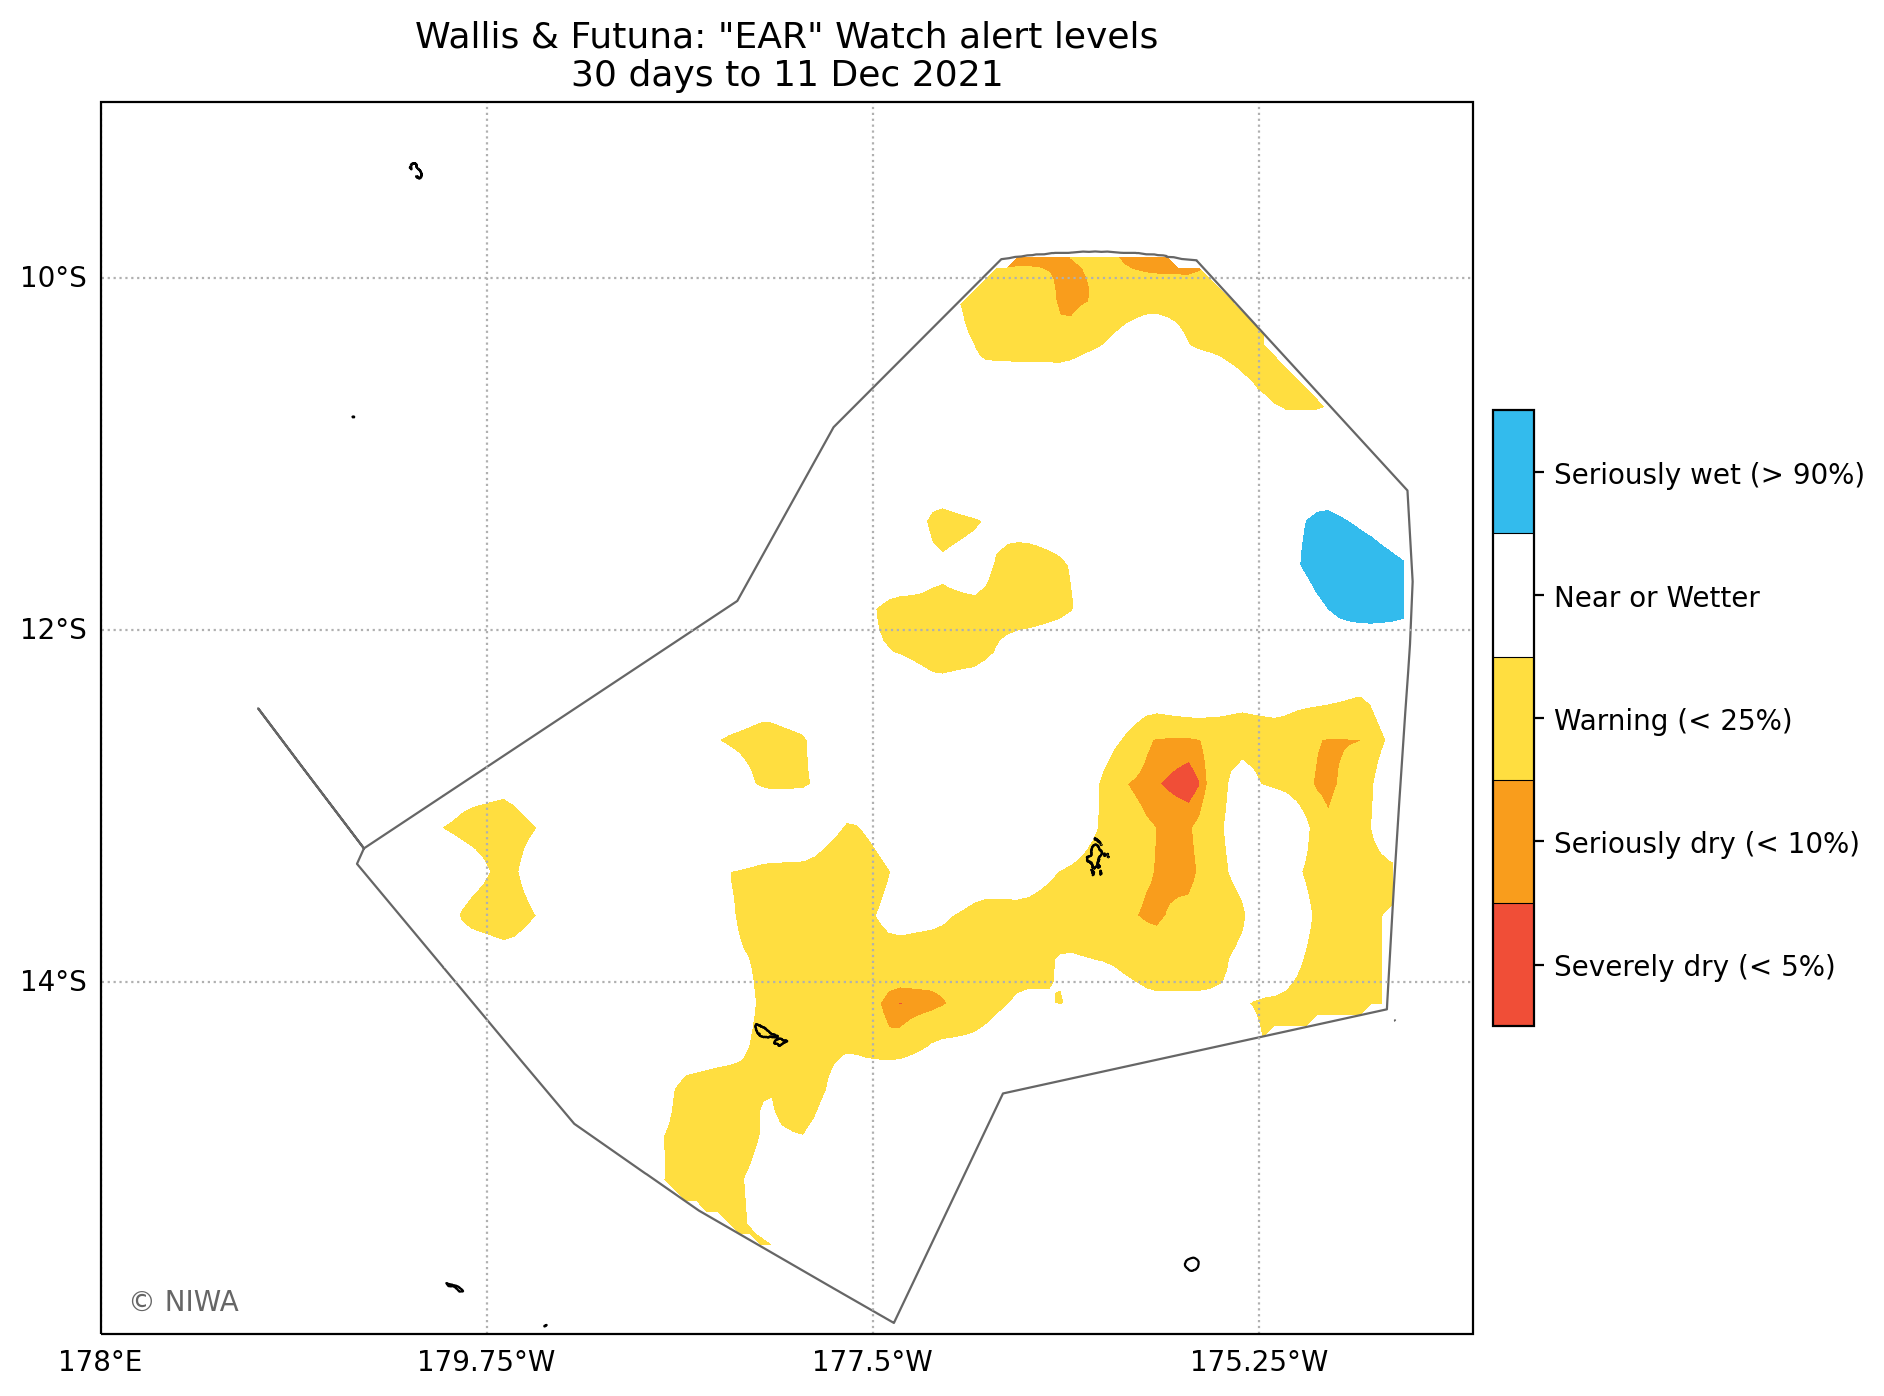 Wallis & Futuna: "EAR" Watch alert levels
30 days to 11 Dec 2021
10°S
12°S
14°S
178°E
179.75°W
177.5°W
175.25°W
Seriously wet (> 90%)
Near or Wetter
Warning (< 25%)
Seriously dry (< 10%)
Severely dry (< 5%)
© NIWA